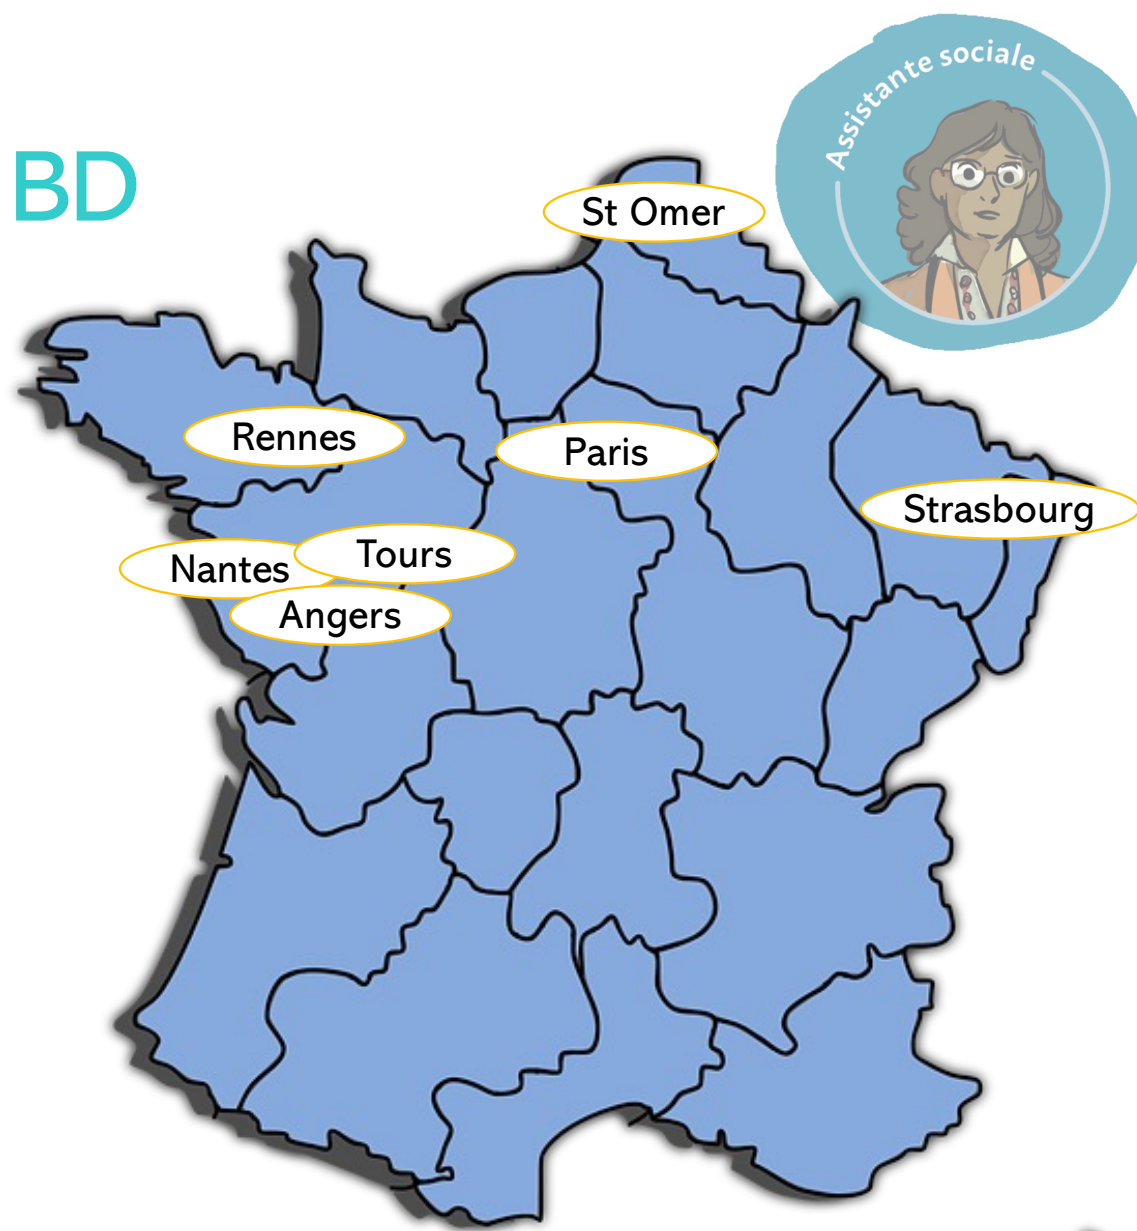 Assistante sociale
BD
St Omer
Rennes
Paris
Strasbourg
Nantes
Tours
Angers